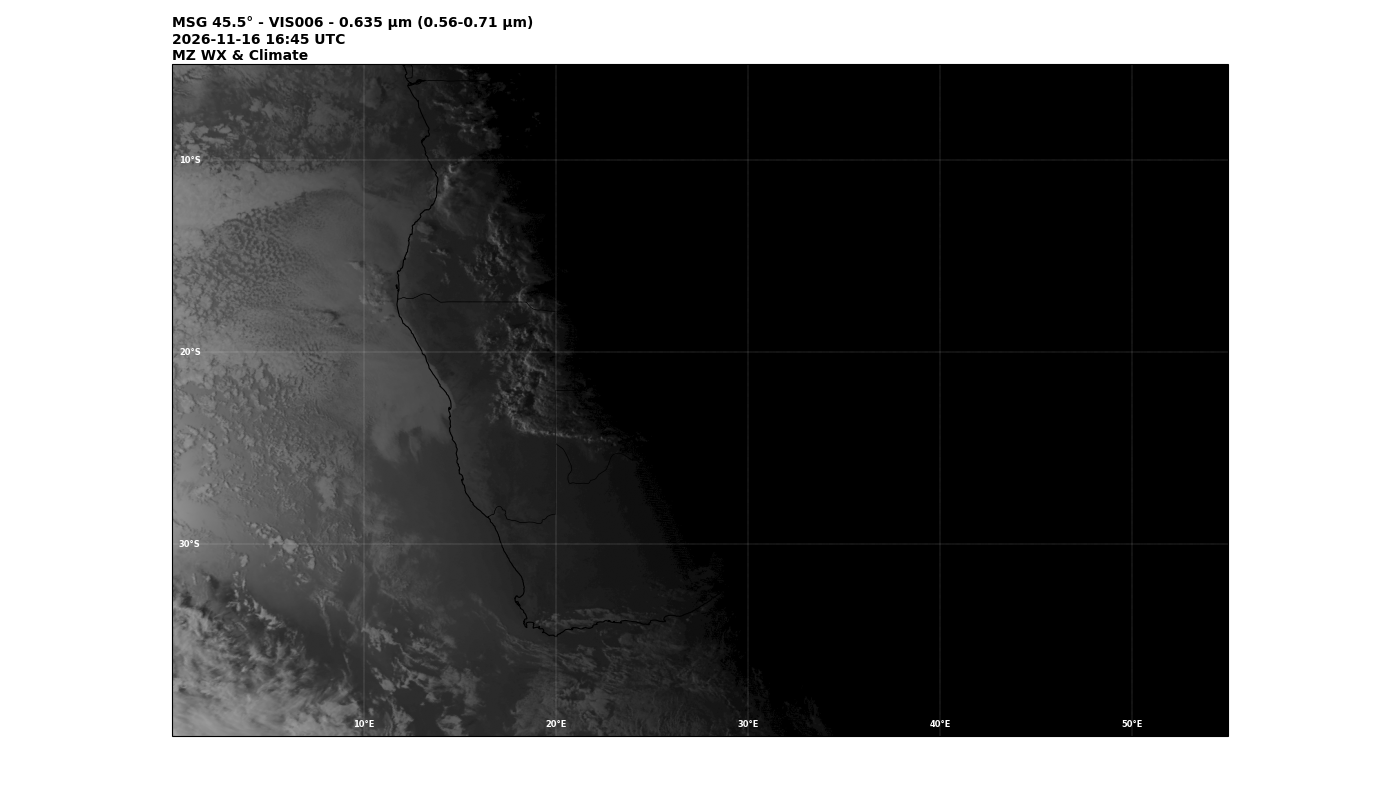 MSG 45.5° - VIS006 - 0.635 µm (0.56-0.71 µm)
2026-11-16 16:45 UTC
MZ WX & Climate
10°S
20°S
30°S
10°E 20°E 30°E 40°E 50°E